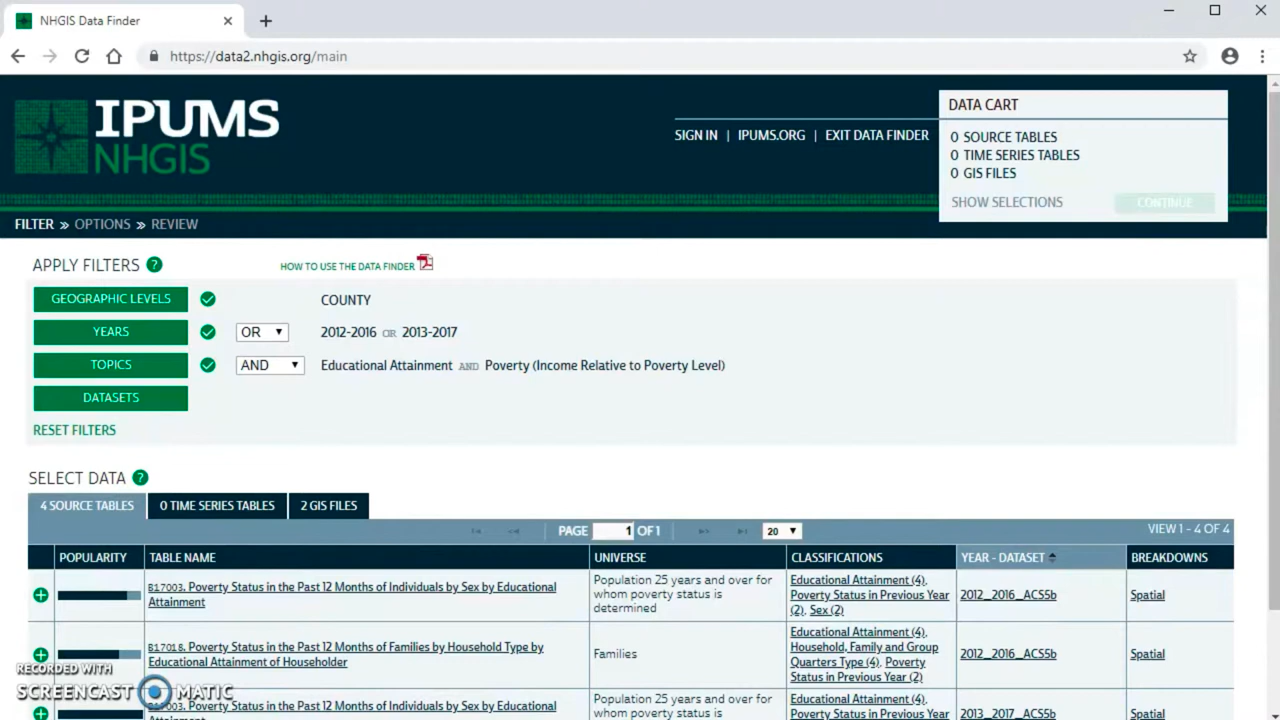 NHGIS Data Finder
https://data2.nhgis.org/main
IPUMS
NHGIS
SIGN IN | IPUMS.ORG | EXIT DATA FINDER
DATA CART
0 SOURCE TABLES
0 TIME SERIES TABLES
0 GIS FILES
SHOW SELECTIONS CONTINUE
FILTER » OPTIONS » REVIEW
APPLY FILTERS ? HOW TO USE THE DATA FINDER
GEOGRAPHIC LEVELS COUNTY
YEARS OR 2012-2016 OR 2013-2017
TOPICS AND Educational Attainment AND Poverty (Income Relative to Poverty Level)
DATASETS
RESET FILTERS
SELECT DATA ?
4 SOURCE TABLES 0 TIME SERIES TABLES 2 GIS FILES
PAGE 1 OF 1 20 VIEW 1 - 4 OF 4
POPULARITY TABLE NAME UNIVERSE CLASSIFICATIONS YEAR - DATASET BREAKDOWNS
B17003. Poverty Status in the Past 12 Months of Individuals by Sex by Educational
Attainment
Population 25 years and over for
whom poverty status is
determined
Educational Attainment (4),
Poverty Status in Previous Year
(2), Sex (2)
2012_2016_ACS5b
Spatial
B17018. Poverty Status in the Past 12 Months of Families by Household Type by
Educational Attainment of Householder
Families
Educational Attainment (4),
Household, Family and Group
Quarters Type (4), Poverty
Status in Previous Year (2)
2012_2016_ACS5b
Spatial
B17003. Poverty Status in the Past 12 Months of Individuals by Sex by Educational
Attainment
Population 25 years and over for
whom poverty status is
Educational Attainment (4),
Poverty Status in Previous Year
2013_2017_ACS5b
Spatial
RECORDED WITH
SCREENCAST MATIC